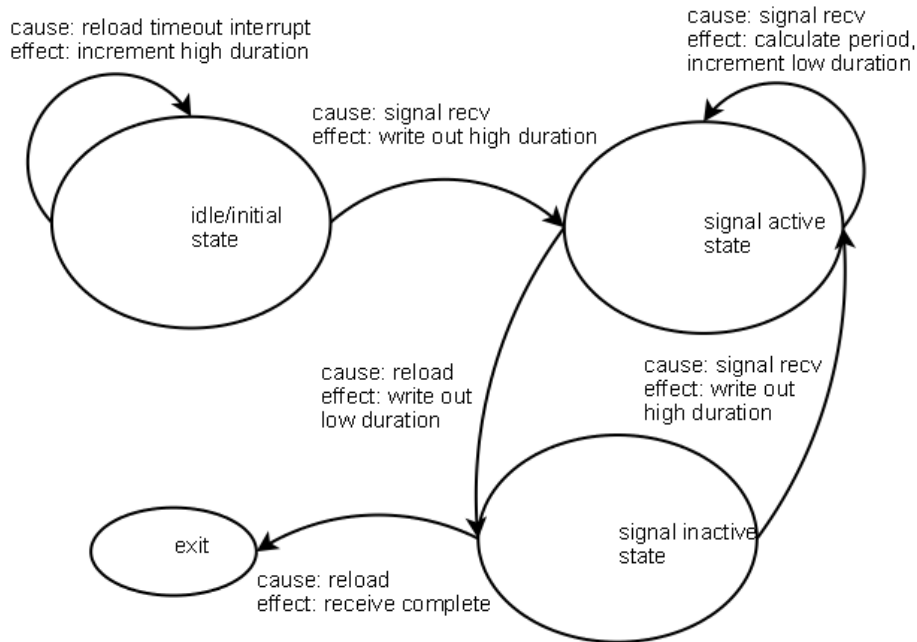 cause: reload timeout interrupt
effect: increment high duration
cause: signal recv
effect: calculate period,
increment low duration
cause: signal recv
effect: write out high duration
idle/initial
state
signal active
state
cause: reload
effect: write out
low duration
cause: signal recv
effect: write out
high duration
signal inactive
state
exit
cause: reload
effect: receive complete